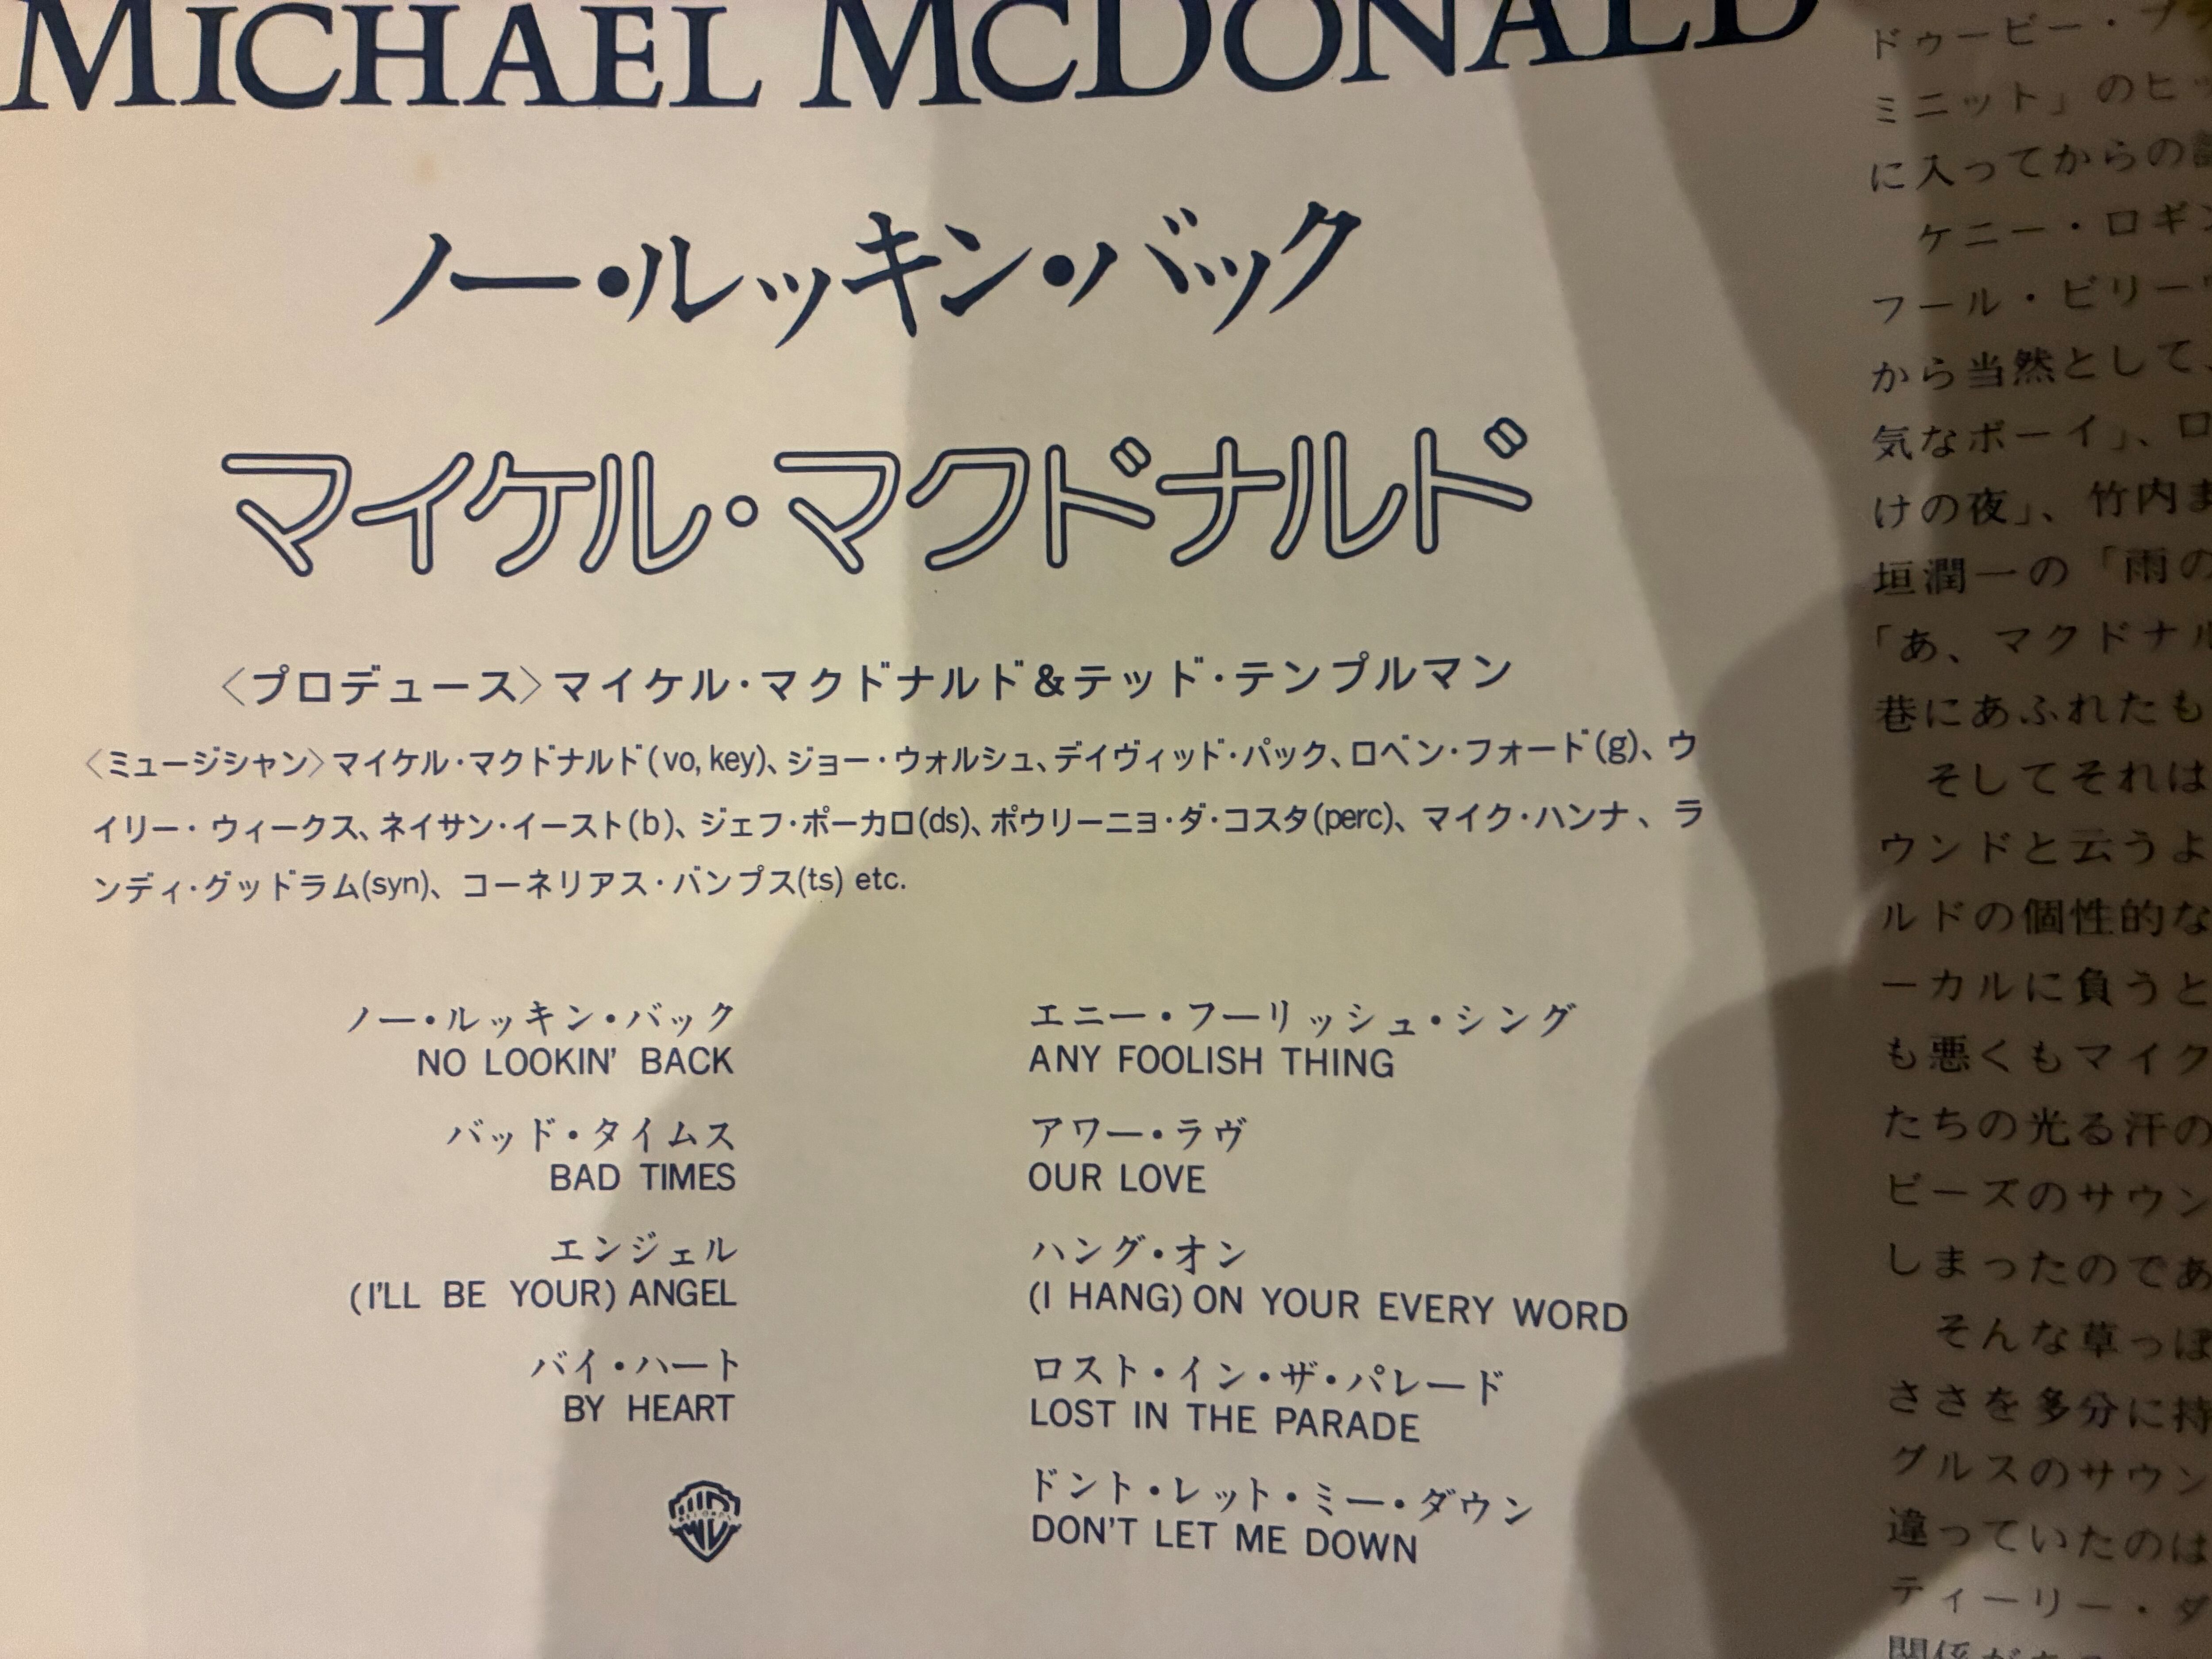 MICHAEL MCDONALD
ノー・ルッキン・バック
マイケル・マクドナルド
〈プロデュース〉マイケル・マクドナルド&テッド・テンプルマン
〈ミュージシャン〉マイケル・マクドナルド(vo, key)、ジョー・ウォルシュ、デイヴィッド・パック、ロベン・フォード(g)、ウ
イリー・ウィークス、ネイサン・イースト(b)、ジェフ・ポーカロ(ds)、ポウリーニョ・ダ・コスタ(perc)、マイク・ハンナ、ラ
ンディ・グッドラム(syn)、コーネリアス・バンプス(ts) etc.
ノー・ルッキン・バック
NO LOOKIN' BACK
バッド・タイムス
BAD TIMES
エンジェル
(I'LL BE YOUR) ANGEL
バイ・ハート
BY HEART
エニー・フーリッシュ・シング
ANY FOOLISH THING
アワー・ラヴ
OUR LOVE
ハング・オン
(I HANG) ON YOUR EVERY WORD
ロスト・イン・ザ・パレード
LOST IN THE PARADE
ドント・レット・ミー・ダウン
DON'T LET ME DOWN
ドゥービー・ブ
ミニット」のヒッ
に入ってからの
ケニー・ロギン
フール・ビリーヴ
から当然として、
気なボーイ」、ロ
けの夜」、竹内ま
垣潤一の「雨の
「あ、マクドナル
巷にあふれたも
そしてそれは
ウンドと云うよ
ルドの個性的な
ーカルに負うと
も悪くもマイク
たちの光る汗の
ビーズのサウン
しまったのであ
そんな草っぽ
ささを多分に持
グルスのサウン
違っていたのは
ティーリー・ダ
関係が